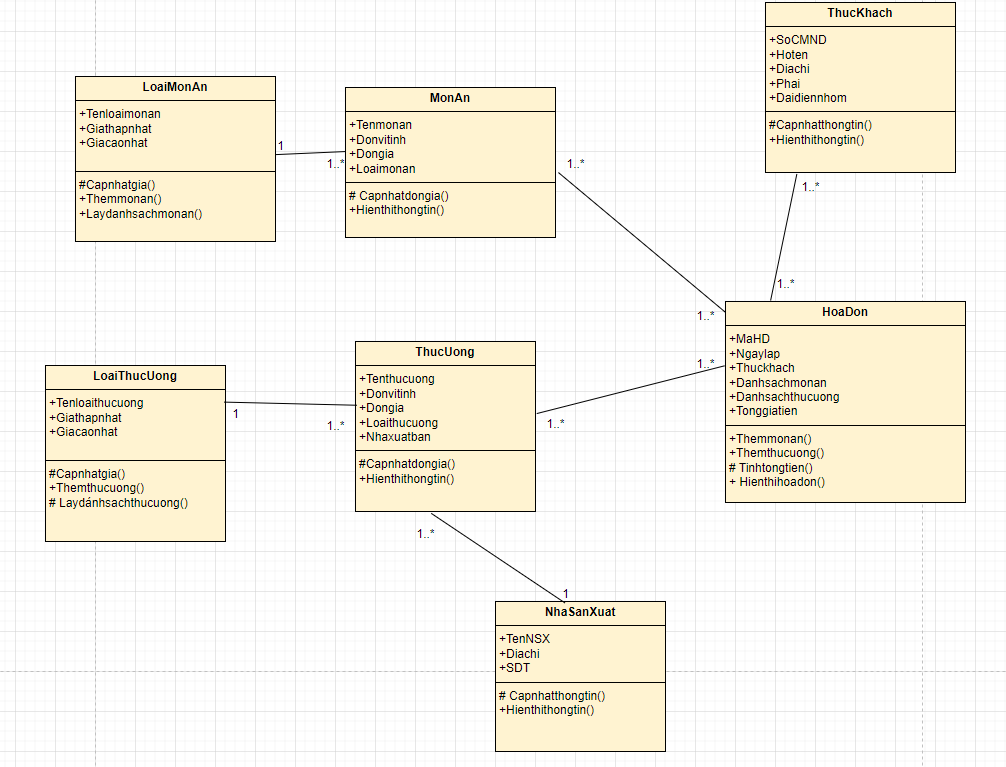 ThucKhach
+SoCMND
+Hoten
+Diachi
+Phai
+Daidiennhom
#Capnhatthongtin()
+Hienthithongtin()
1..*
1..*
LoaiMonAn
+Tenloaimonan
+Giathapnhat
+Giacaonhat
#Capnhatgia()
+Themmonan()
+Laydanhsachmonan()
1
1..*
MonAn
+Tenmonan
+Donvitinh
+Dongia
+Loaimonan
# Capnhatdongia()
+Hienthithongtin()
1..*
1..*
HoaDon
+MaHD
+Ngaylap
+Thuckhach
+Danhsachmonan
+Danhsachthucuong
+Tonggiatien
+Themmonan()
+Themthucuong()
# Tinhtongtien()
+ Hienthihoadon()
LoaiThucUong
+Tenloaithucuong
+Giathapnhat
+Giacaonhat
#Capnhatgia()
+Themthucuong()
# Laydánhsachthucuong()
1
1..*
ThucUong
+Tenthucuong
+Donvitinh
+Dongia
+Loaithucuong
+Nhaxuatban
#Capnhatdongia()
+Hienthithongtin()
1..*
1..*
1..*
1
NhaSanXuat
+TenNSX
+Diachi
+SDT
# Capnhatthongtin()
+Hienthithongtin()